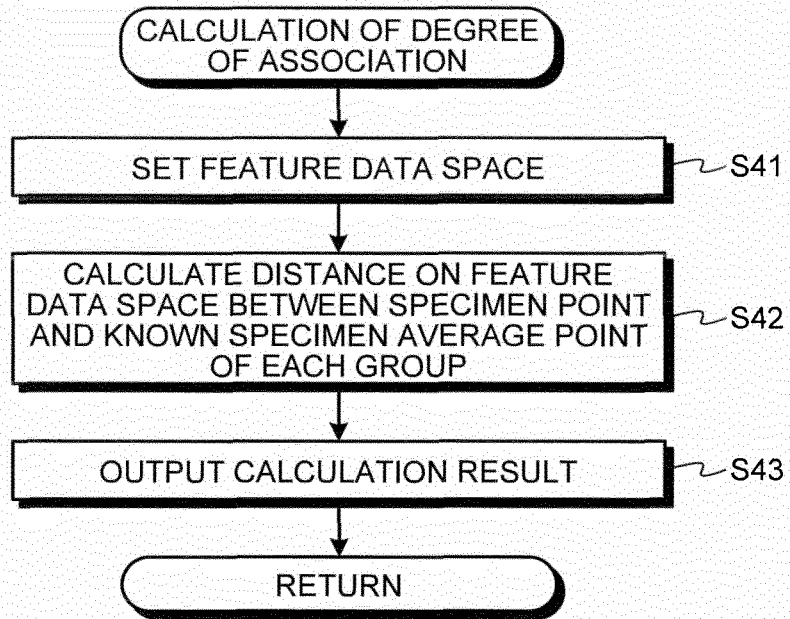 CALCULATION OF DEGREE
OF ASSOCIATION
SET FEATURE DATA SPACE
S41
CALCULATE DISTANCE ON FEATURE
DATA SPACE BETWEEN SPECIMEN POINT
AND KNOWN SPECIMEN AVERAGE POINT
OF EACH GROUP
S42
OUTPUT CALCULATION RESULT
S43
RETURN